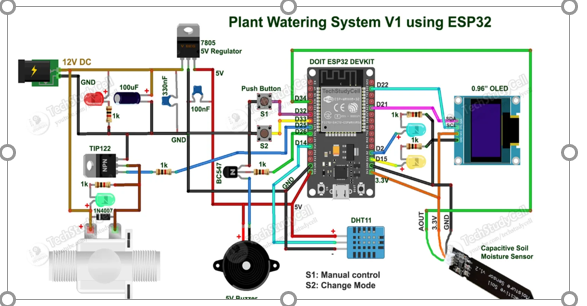 Plant Watering System V1 using ESP32
7805
5V Regulator
12V DC
5V
DOIT ESP32 DEVKIT
TechStudyCell
GND
100uF
330nF
100nF
1k
GND
Push Button
S1
S2
D34
D32
D33
D14
D22
D21
D2
D15
3.3V
0.96" OLED
TIP122
NPN
1k
1k
1k
BC547
1k
1k
1k
GND
5V
1N4007
DHT11
AOUT
3.3V
GND
Capacitive Soil
Moisture Sensor
S1: Manual control
S2: Change Mode
5V Buzzer